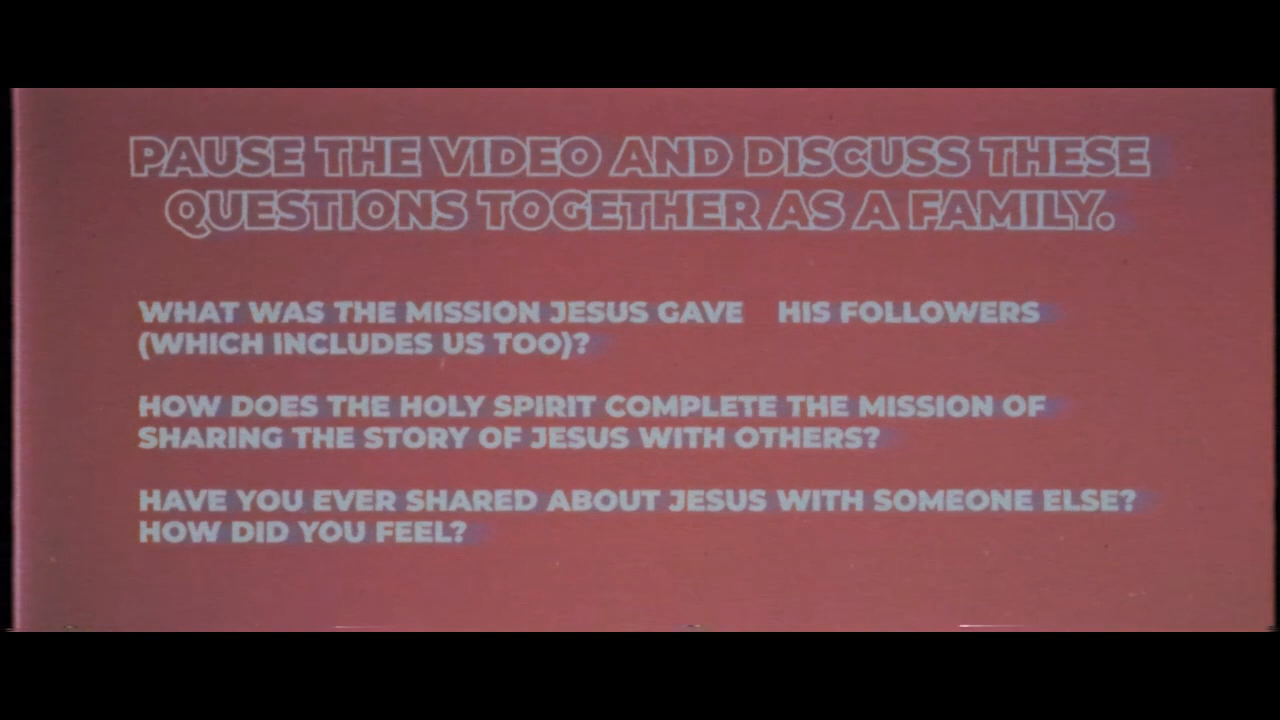 PAUSE THE VIDEO AND DISCUSS THESE
QUESTIONS TOGETHER AS A FAMILY.
WHAT WAS THE MISSION JESUS GAVE HIS FOLLOWERS
(WHICH INCLUDES US TOO)?
HOW DOES THE HOLY SPIRIT COMPLETE THE MISSION OF
SHARING THE STORY OF JESUS WITH OTHERS?
HAVE YOU EVER SHARED ABOUT JESUS WITH SOMEONE ELSE?
HOW DID YOU FEEL?